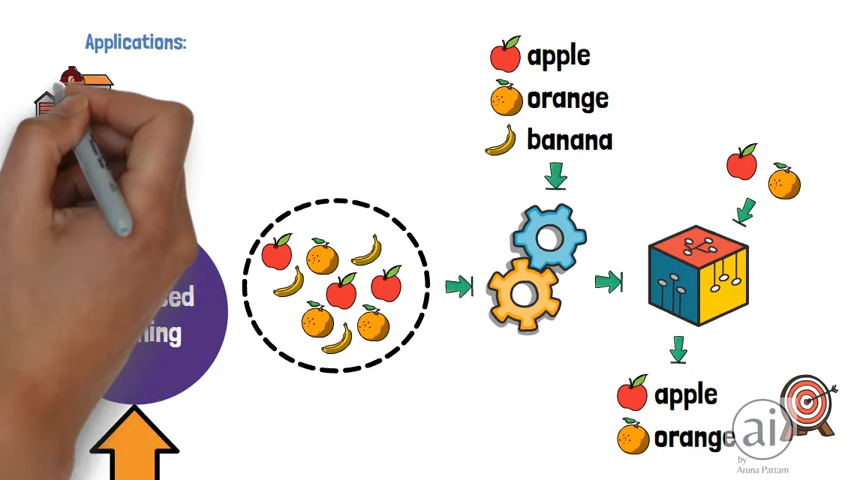 Applications:
apple
orange
banana
apple
orange
ai
by
Aruna Pattam